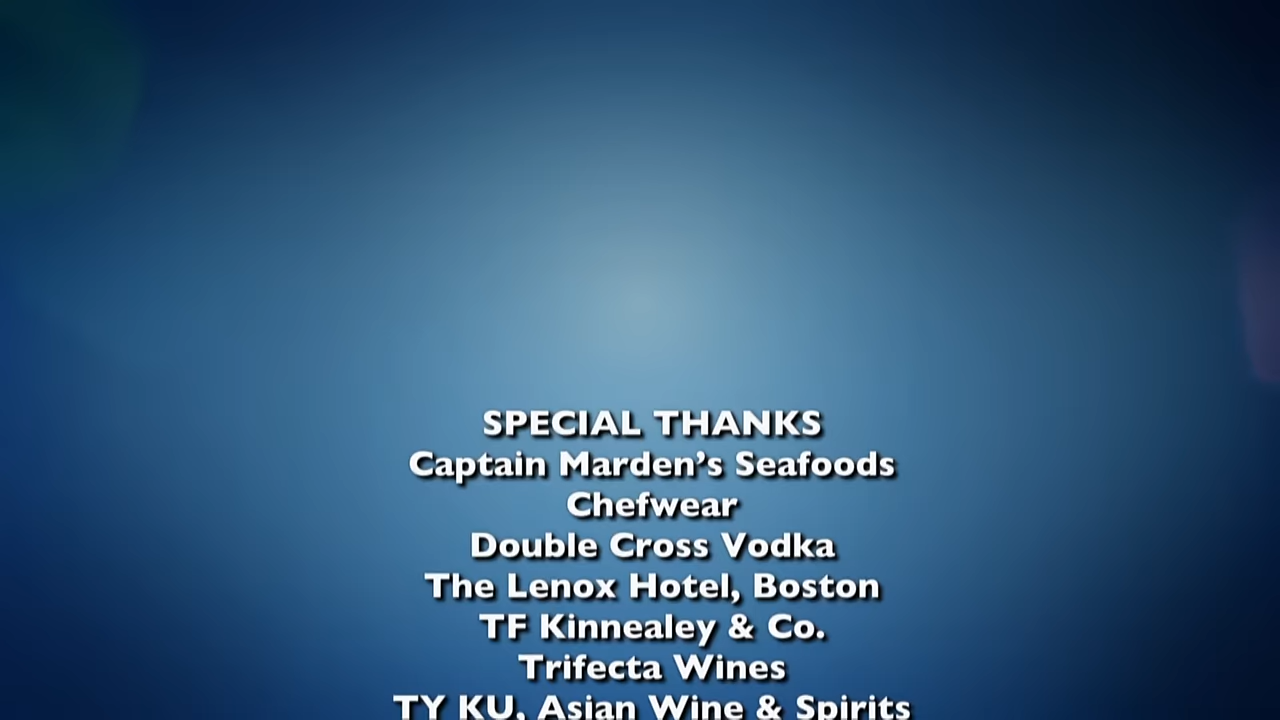 SPECIAL THANKS
Captain Marden’s Seafoods
Chefwear
Double Cross Vodka
The Lenox Hotel, Boston
TF Kinnealey & Co.
Trifecta Wines
TY KU, Asian Wine & Spirits